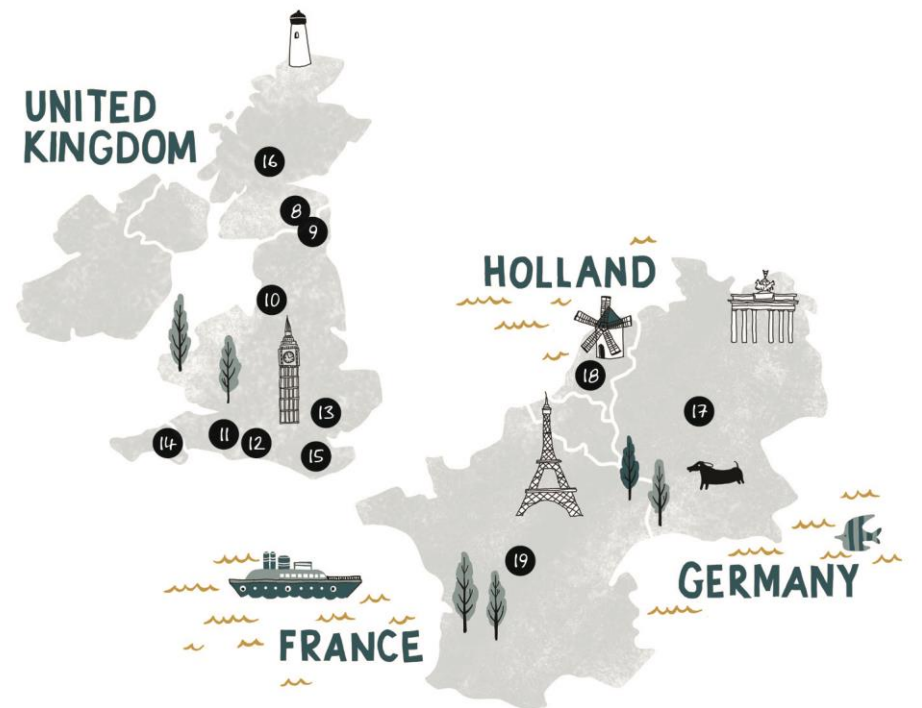 UNITED
KINGDOM
16
8
9
10
HOLLAND
18
13
11
12
14
15
17
19
GERMANY
FRANCE